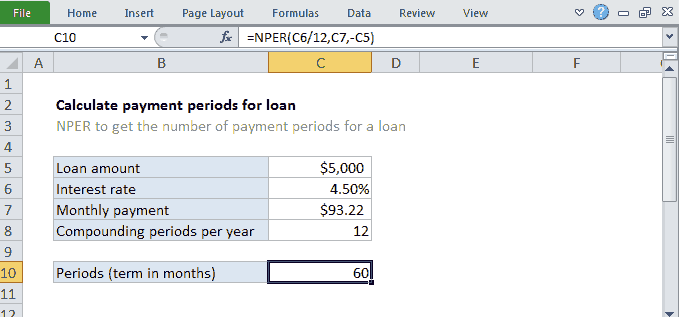 File Home Insert Page Layout Formulas Data Review View
C10 fx =NPER(C6/12,C7,-C5)
A B C D E F
1
2 Calculate payment periods for loan
3 NPER to get the number of payment periods for a loan
4
5 Loan amount $5,000
6 Interest rate 4.50%
7 Monthly payment $93.22
8 Compounding periods per year 12
9
10 Periods (term in months) 60
11
12